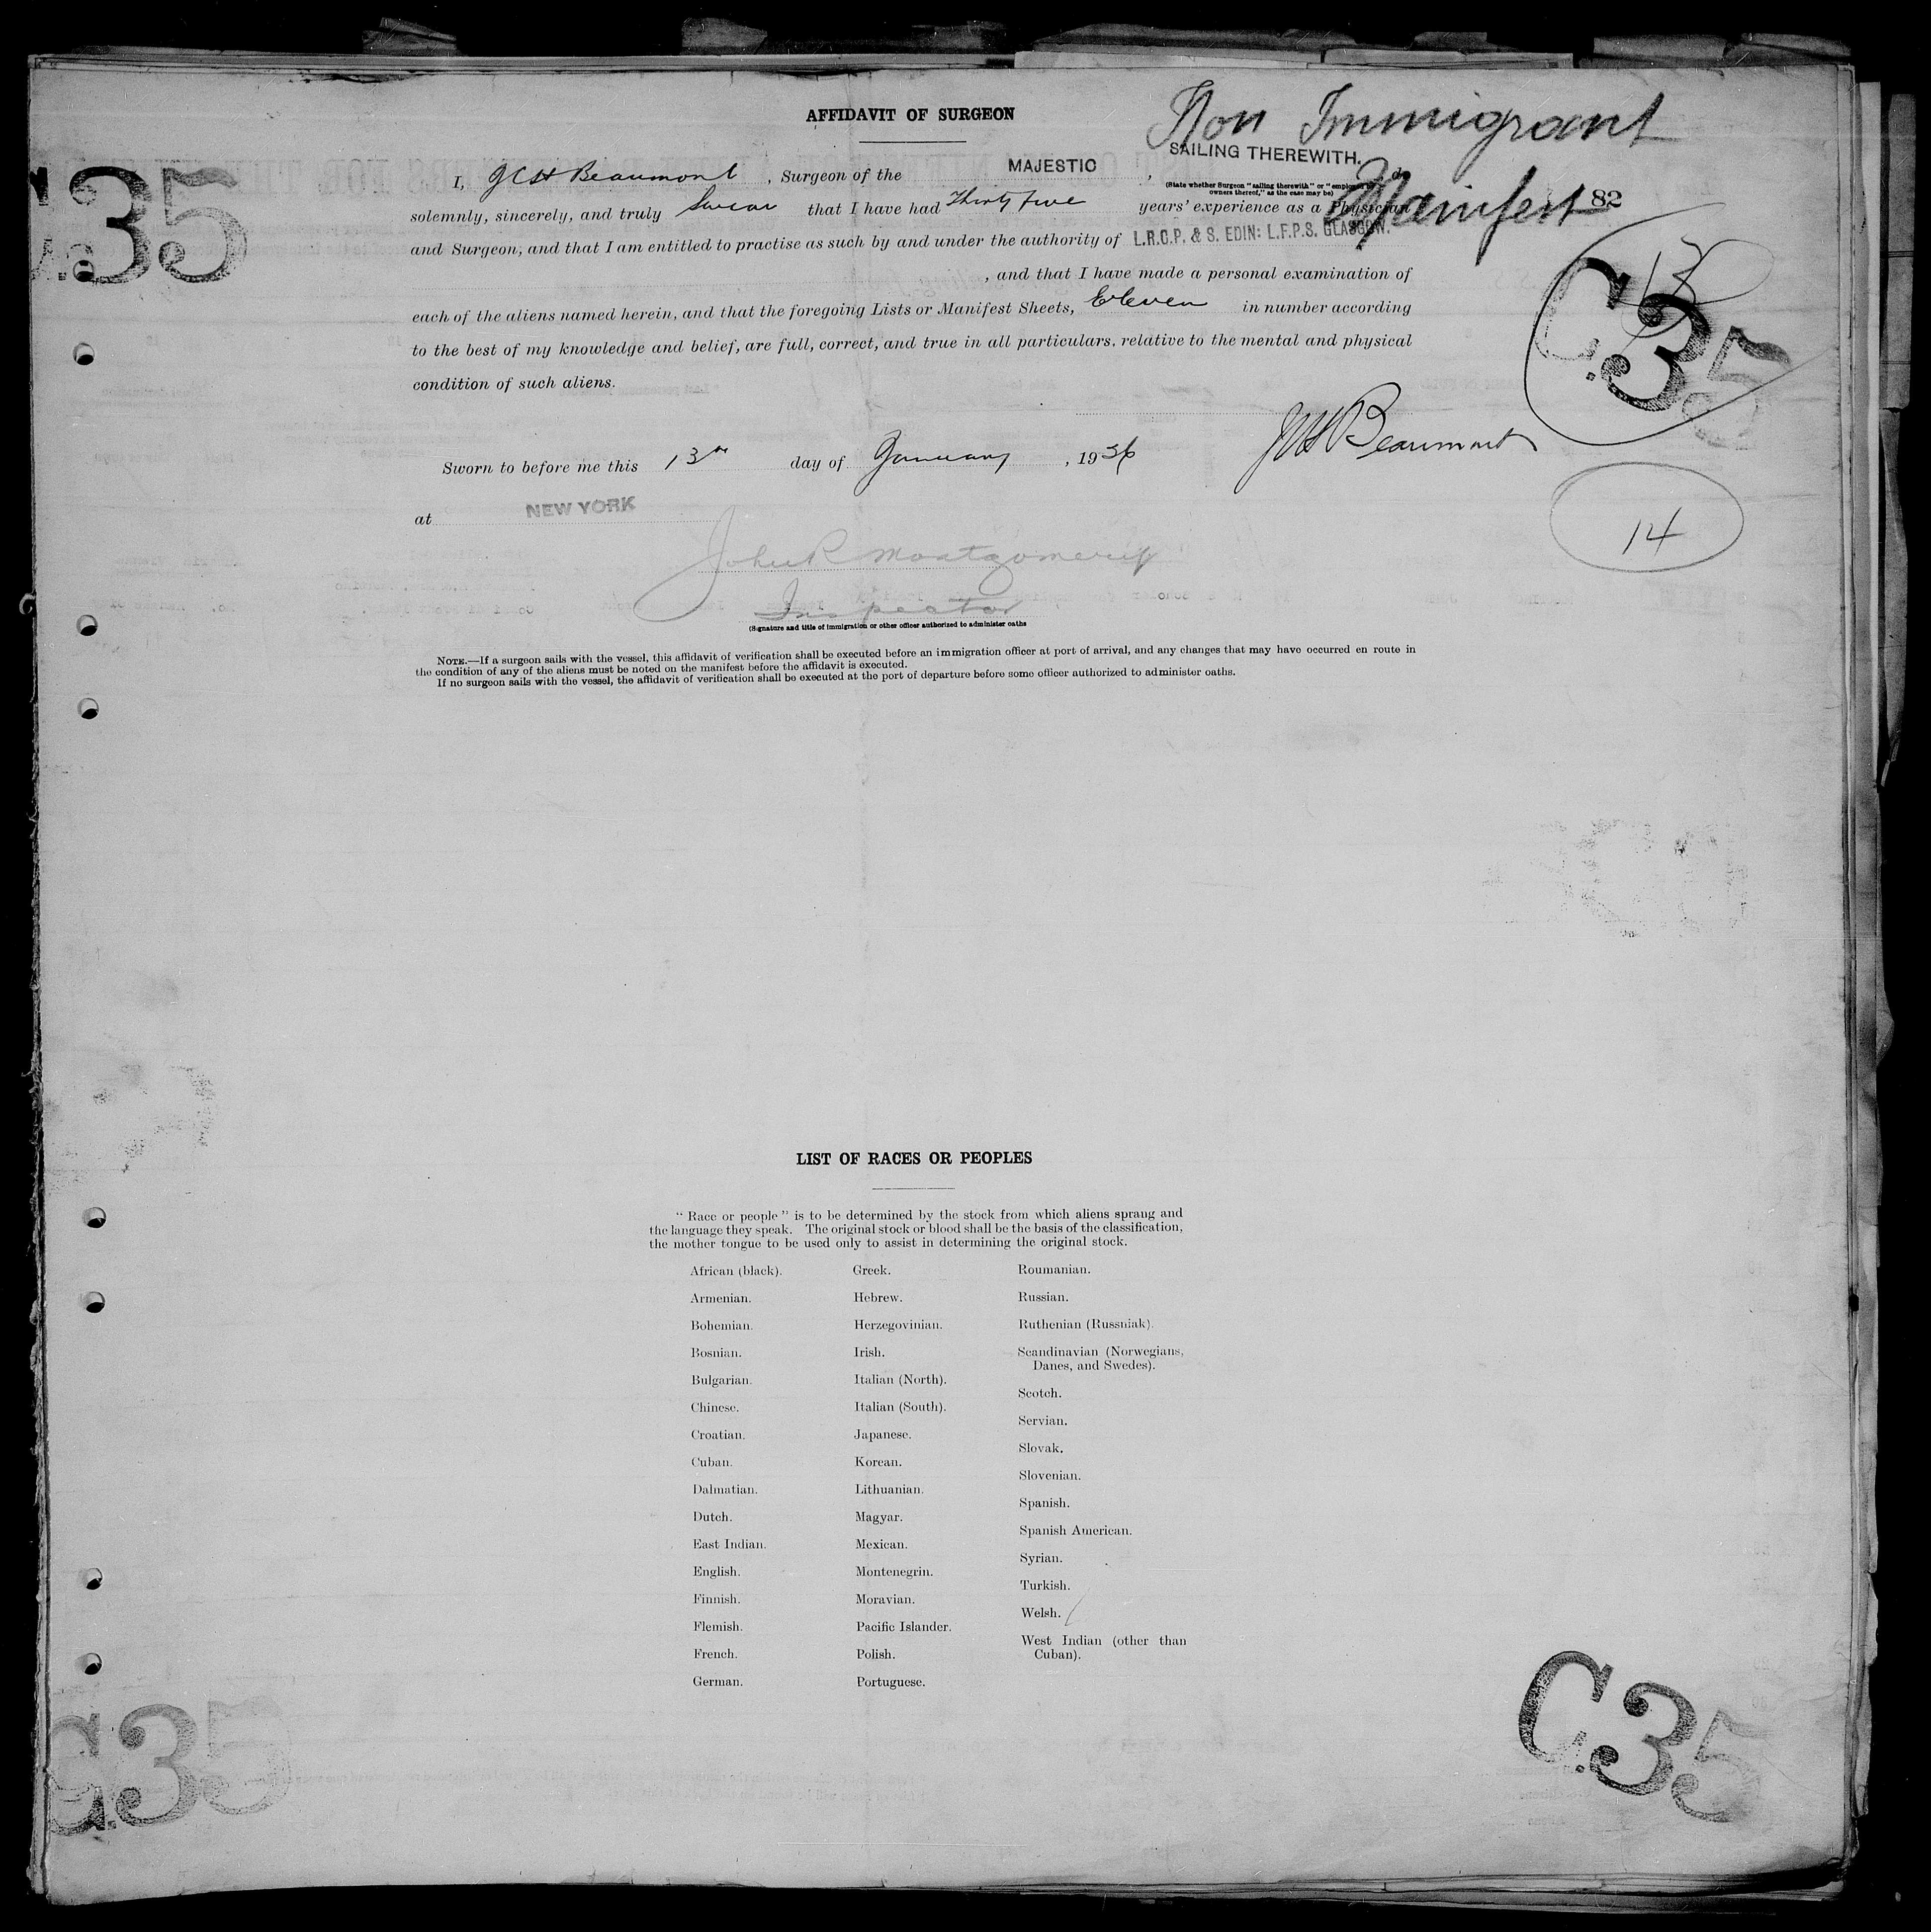 AFFIDAVIT OF SURGEON
Non Immigrant
Manifest
82
C.35
C.35
I, JCH Beaumont, Surgeon of the MAJESTIC, SAILING THEREWITH.
(State whether Surgeon "sailing therewith" or "employed by owners thereof," as the case may be)
solemnly, sincerely, and truly Swear that I have had Thirty Five years' experience as a Physician
and Surgeon, and that I am entitled to practise as such by and under the authority of L.R.C.P. & S. EDIN: L.F.P.S. GLASGOW.
, and that I have made a personal examination of
each of the aliens named herein, and that the foregoing Lists or Manifest Sheets, Eleven in number according
to the best of my knowledge and belief, are full, correct, and true in all particulars, relative to the mental and physical
condition of such aliens.
JCH Beaumont
Sworn to before me this 13th day of January, 1936
at NEW YORK
14
John R Montgomery
Inspector
(Signature and title of immigration or other officer authorized to administer oaths
NOTE.—If a surgeon sails with the vessel, this affidavit of verification shall be executed before an immigration officer at port of arrival, and any changes that may have occurred en route in
the condition of any of the aliens must be noted on the manifest before the affidavit is executed.
If no surgeon sails with the vessel, the affidavit of verification shall be executed at the port of departure before some officer authorized to administer oaths.
LIST OF RACES OR PEOPLES
" Race or people " is to be determined by the stock from which aliens sprang and
the language they speak. The original stock or blood shall be the basis of the classification,
the mother tongue to be used only to assist in determining the original stock.
African (black).
Armenian.
Bohemian.
Bosnian.
Bulgarian.
Chinese.
Croatian.
Cuban.
Dalmatian.
Dutch.
East Indian.
English.
Finnish.
Flemish.
French.
German.
Greek.
Hebrew.
Herzegovinian.
Irish.
Italian (North).
Italian (South).
Japanese.
Korean.
Lithuanian.
Magyar.
Mexican.
Montenegrin.
Moravian.
Pacific Islander.
Polish.
Portuguese.
Roumanian.
Russian.
Ruthenian (Russniak).
Scandinavian (Norwegians,
Danes, and Swedes).
Scotch.
Servian.
Slovak.
Slovenian.
Spanish.
Spanish American.
Syrian.
Turkish.
Welsh.
West Indian (other than
Cuban).
C.35
C.35